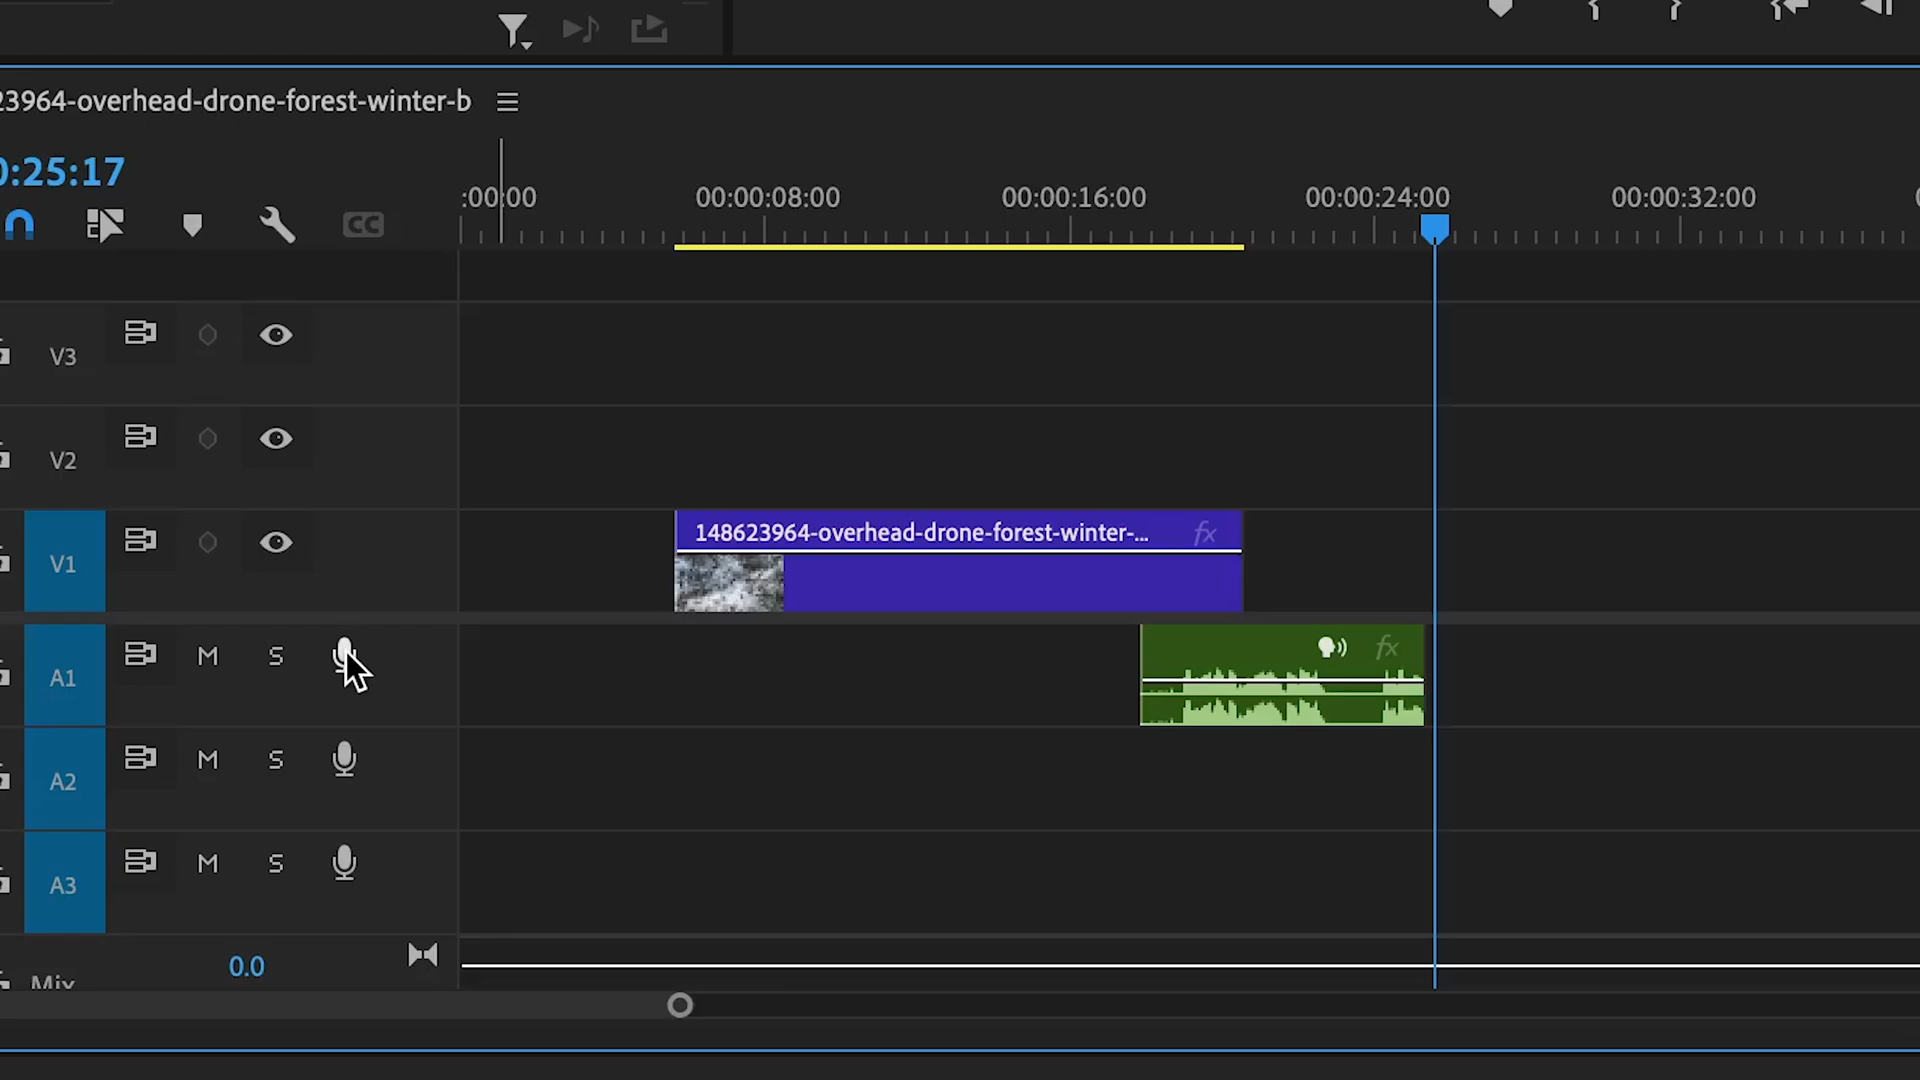 23964-overhead-drone-forest-winter-b
0:25:17
:00:00 00:00:08:00 00:00:16:00 00:00:24:00 00:00:32:00
CC
V3
V2
V1
148623964-overhead-drone-forest-winter-... fx
A1 M S fx
A2 M S
A3 M S
Mix 0.0